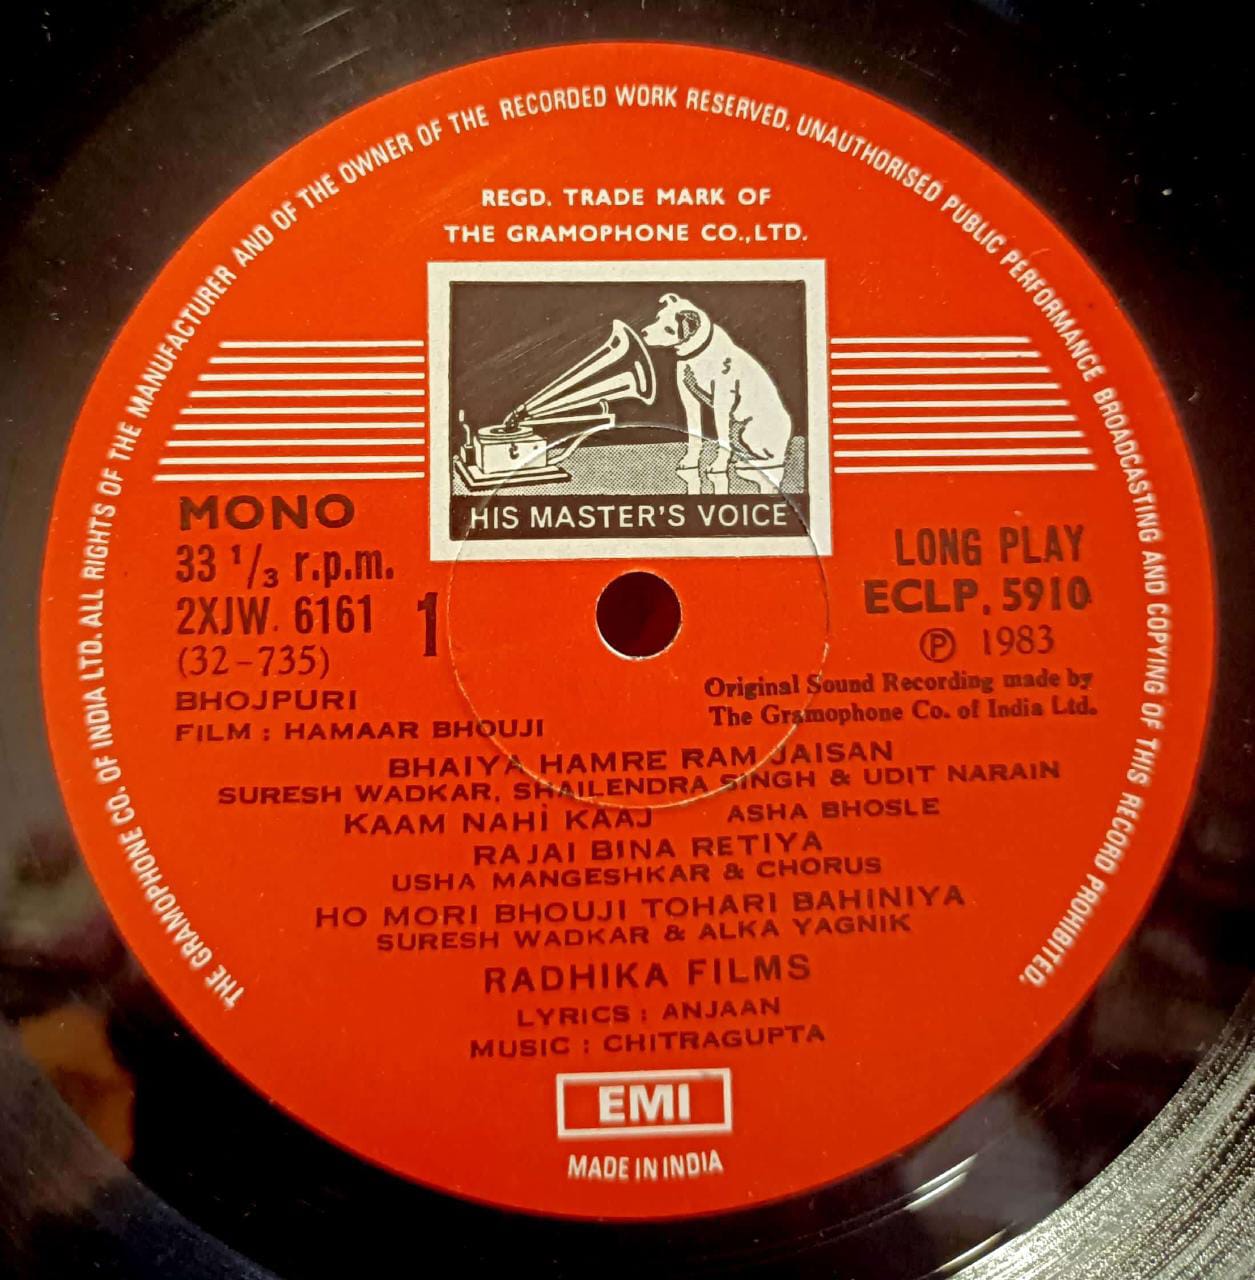 THE GRAMOPHONE CO. OF INDIA LTD. ALL RIGHTS OF THE MANUFACTURER AND OF THE OWNER OF THE RECORDED WORK RESERVED. UNAUTHORISED PUBLIC PERFORMANCE BROADCASTING AND COPYING OF THIS RECORD PROHIBITED.
REGD. TRADE MARK OF
THE GRAMOPHONE CO.,LTD.
HIS MASTER'S VOICE
MONO
33 1/3 r.p.m.
2XJW. 6161
(32-735)
1
LONG PLAY
ECLP. 5910
℗ 1983
Original Sound Recording made by
The Gramophone Co. of India Ltd.
BHOJPURI
FILM : HAMAAR BHOUJI
BHAIYA HAMRE RAM JAISAN
SURESH WADKAR, SHAILENDRA SINGH & UDIT NARAIN
KAAM NAHI KAAJ ASHA BHOSLE
RAJAI BINA RETIYA
USHA MANGESHKAR & CHORUS
HO MORI BHOUJI TOHARI BAHINIYA
SURESH WADKAR & ALKA YAGNIK
RADHIKA FILMS
LYRICS : ANJAAN
MUSIC : CHITRAGUPTA
EMI
MADE IN INDIA